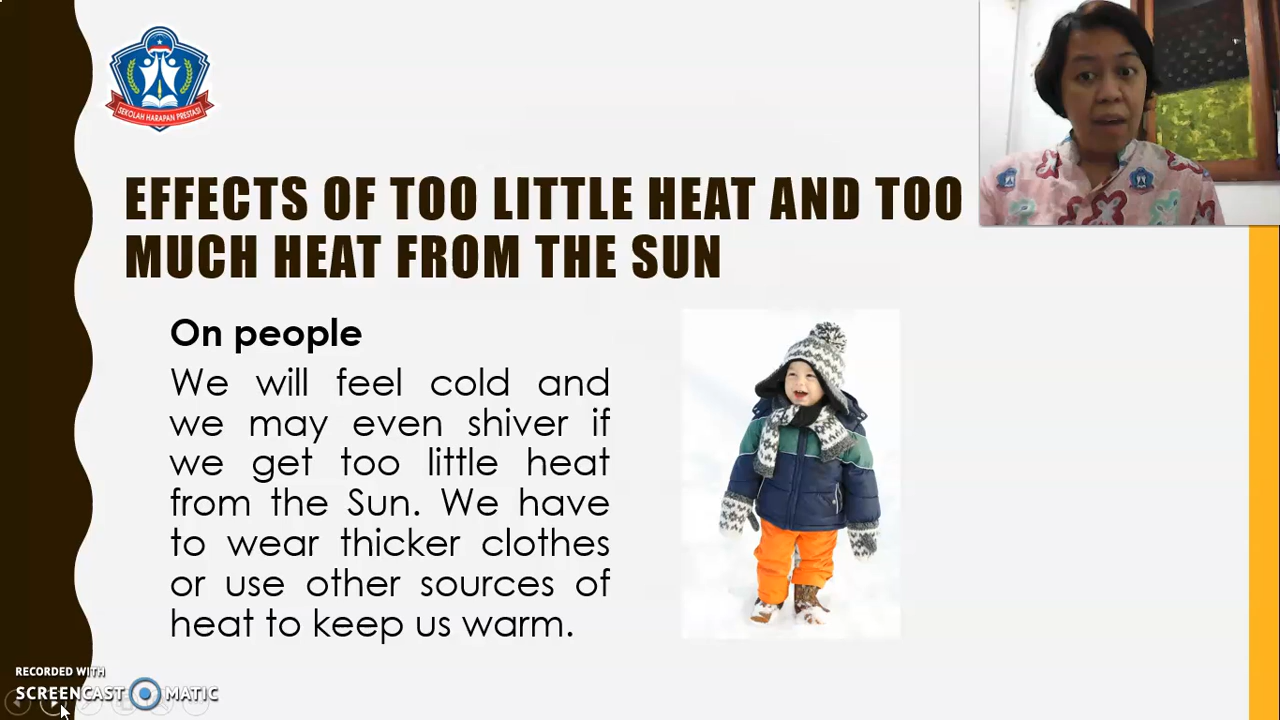 SEKOLAH HARAPAN PRESTASI
EFFECTS OF TOO LITTLE HEAT AND TOO
MUCH HEAT FROM THE SUN
On people
We will feel cold and
we may even shiver if
we get too little heat
from the Sun. We have
to wear thicker clothes
or use other sources of
heat to keep us warm.
RECORDED WITH
SCREENCAST MATIC